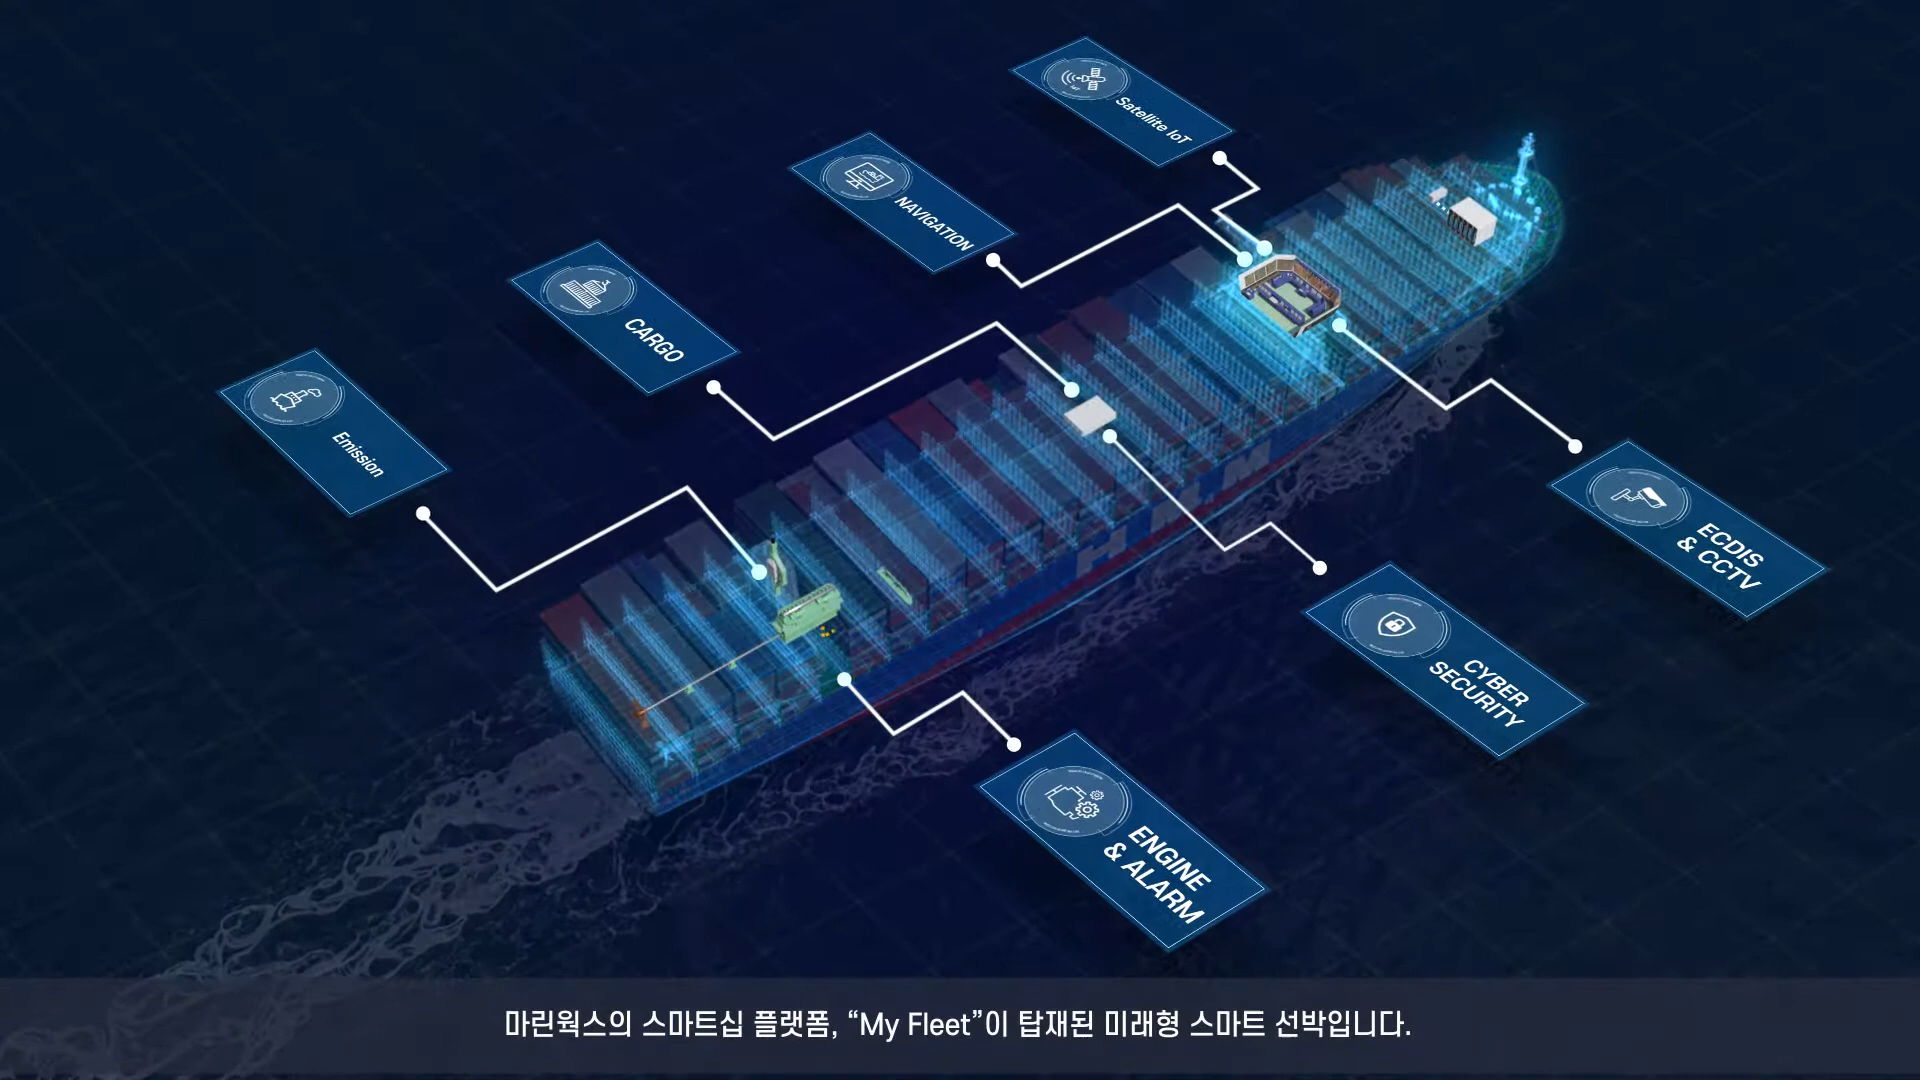 Satellite IoT
NAVIGATION
CARGO
Emission
ECDIS
& CCTV
CYBER
SECURITY
ENGINE
& ALARM
마린웍스의 스마트십 플랫폼, “My Fleet”이 탑재된 미래형 스마트 선박입니다.